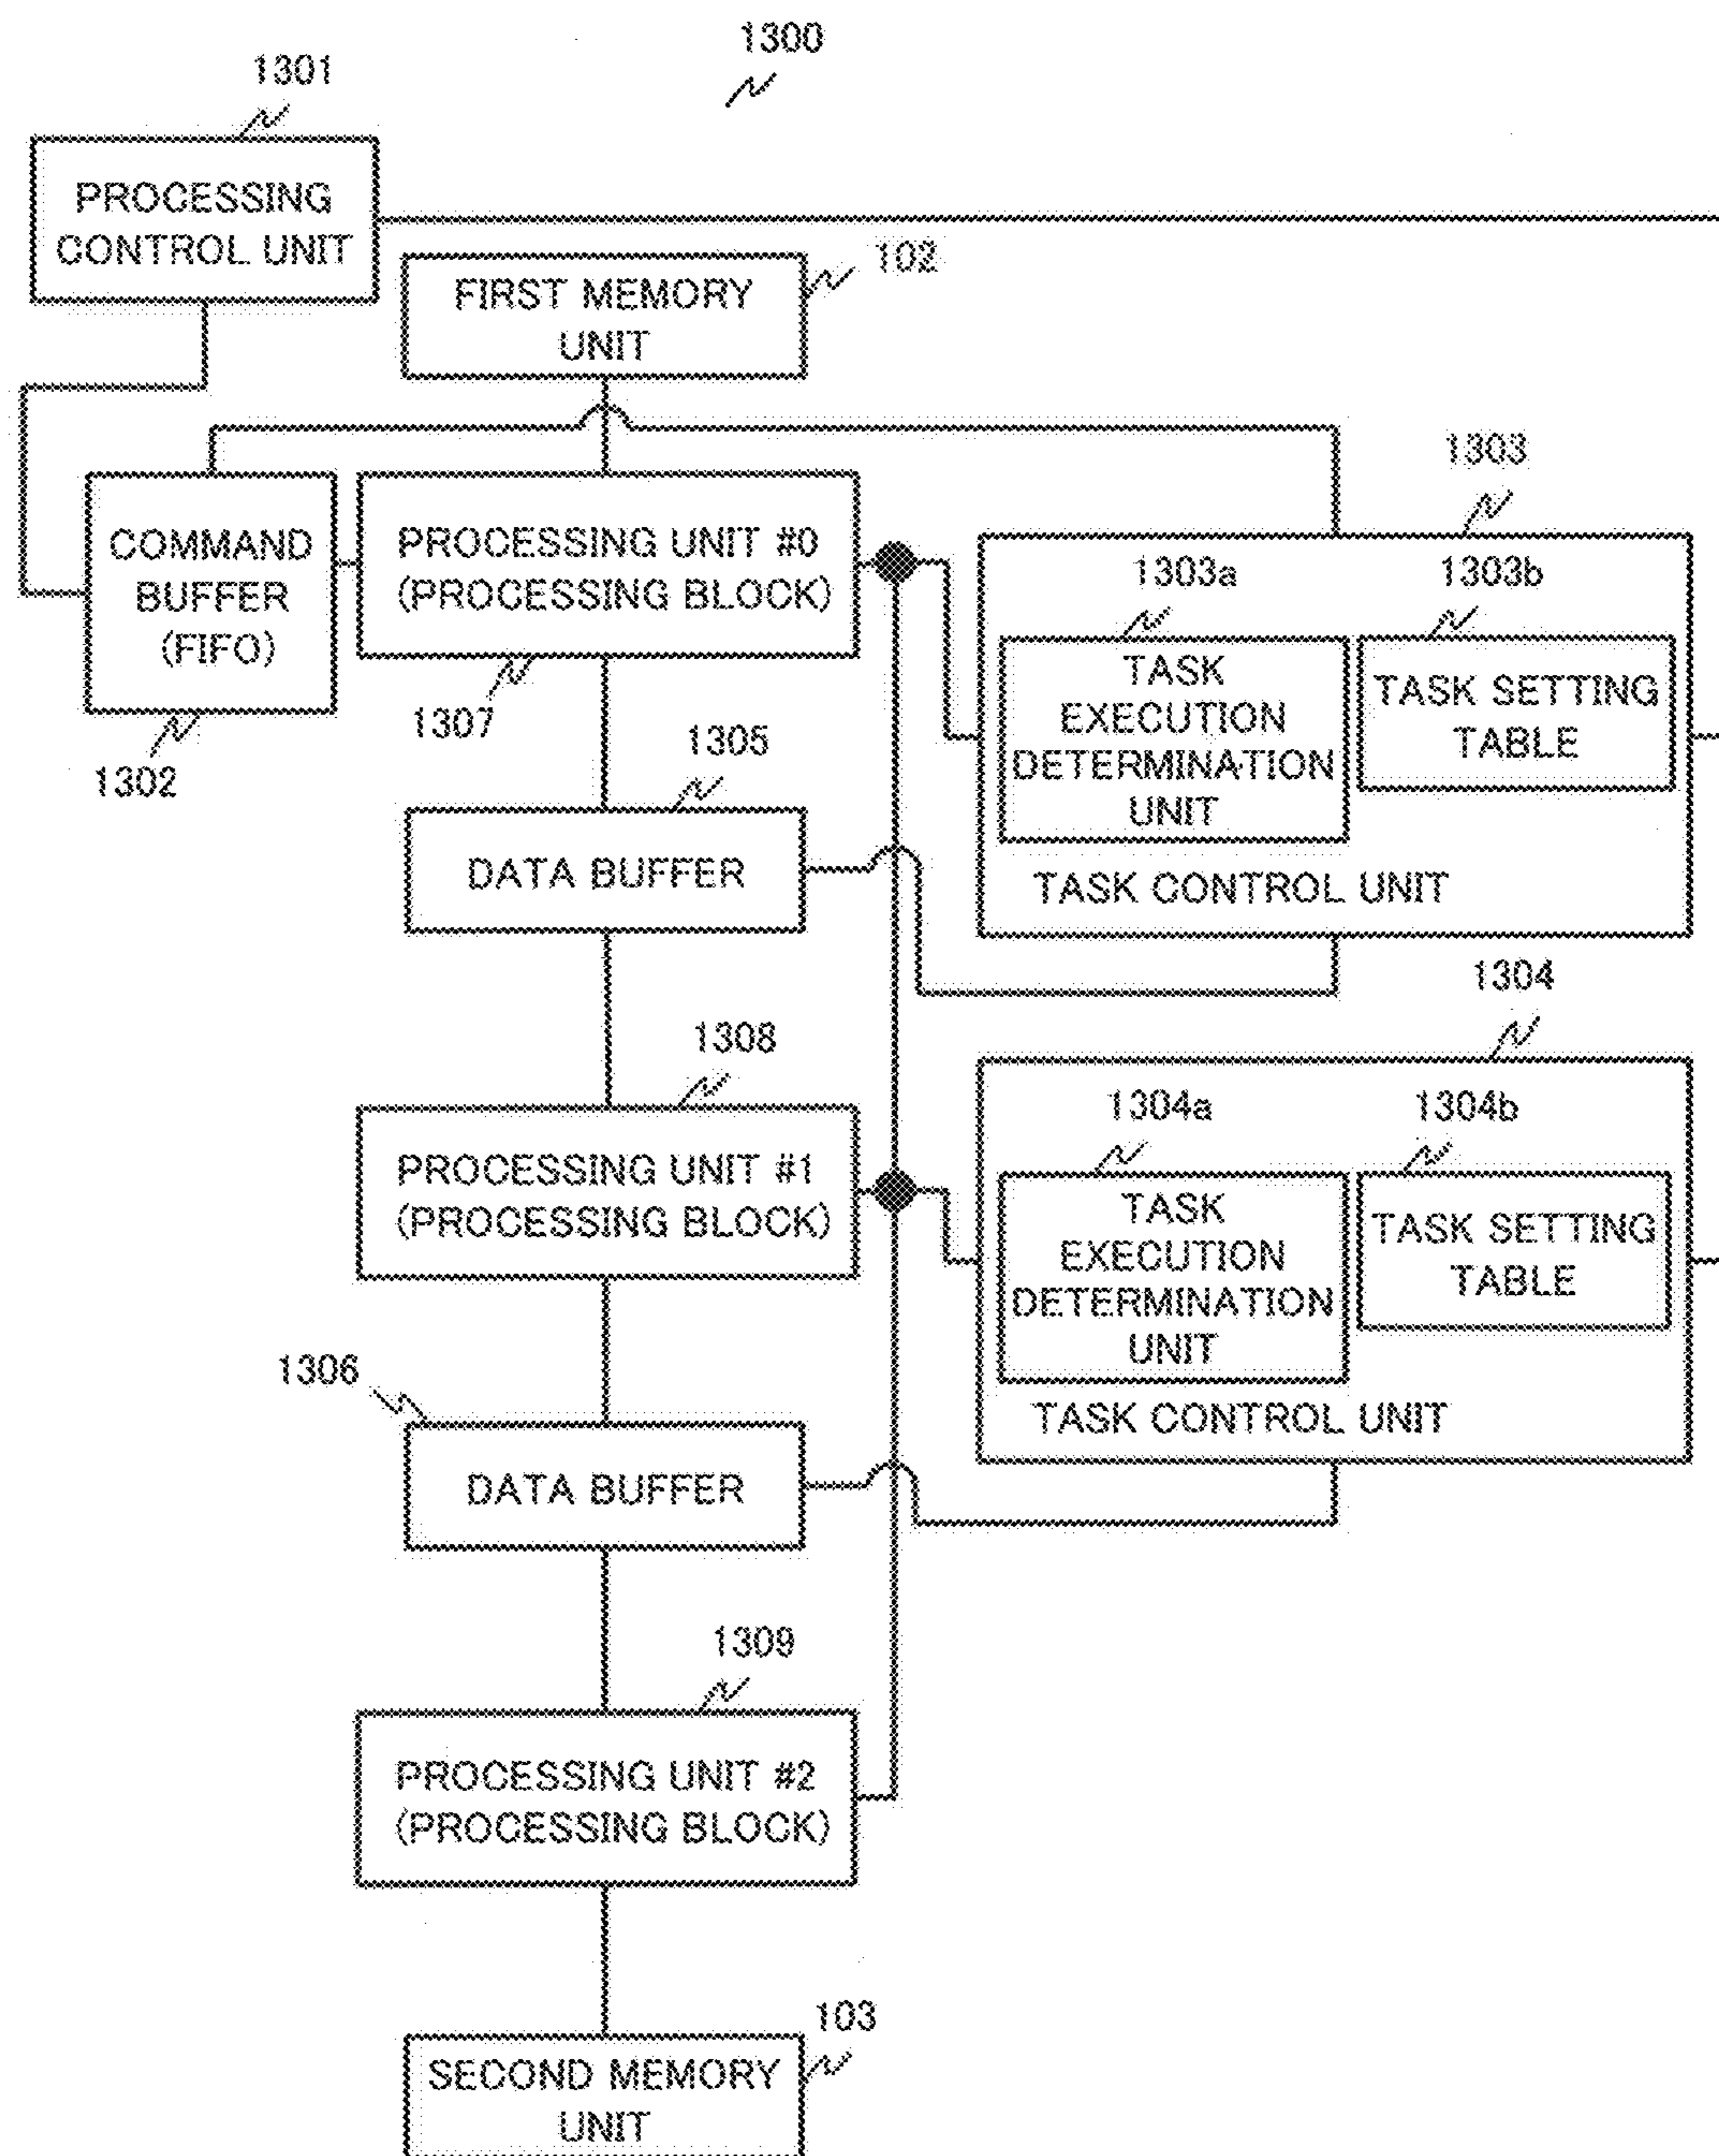 1300
1301
PROCESSING
CONTROL UNIT
102
FIRST MEMORY
UNIT
1303
COMMAND
BUFFER
(FIFO)
1302
PROCESSING UNIT #0
(PROCESSING BLOCK)
1307
1303a
1303b
TASK
EXECUTION
DETERMINATION
UNIT
TASK SETTING
TABLE
TASK CONTROL UNIT
1305
DATA BUFFER
1304
1308
PROCESSING UNIT #1
(PROCESSING BLOCK)
1304a
1304b
TASK
EXECUTION
DETERMINATION
UNIT
TASK SETTING
TABLE
TASK CONTROL UNIT
1306
DATA BUFFER
1309
PROCESSING UNIT #2
(PROCESSING BLOCK)
103
SECOND MEMORY
UNIT